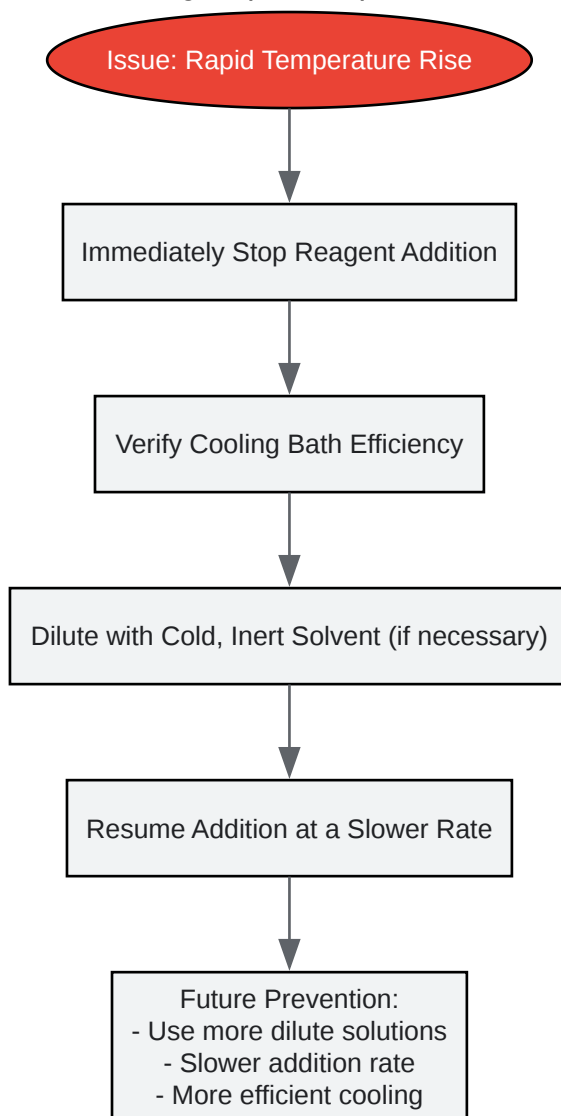 Issue: Rapid Temperature Rise
Immediately Stop Reagent Addition
Verify Cooling Bath Efficiency
Dilute with Cold, Inert Solvent (if necessary)
Resume Addition at a Slower Rate
Future Prevention:
- Use more dilute solutions
- Slower addition rate
- More efficient cooling